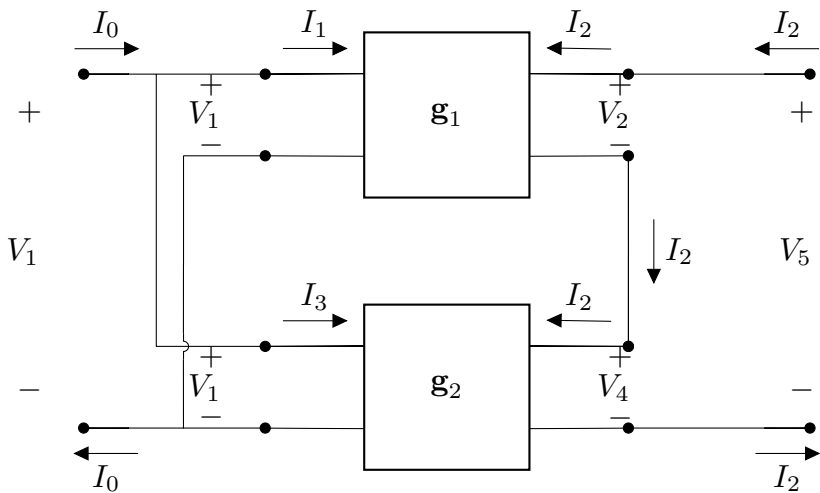 I₀ I₁ I₂ I₂
+ + + +
V₁ g₁ V₂
− −
V₁ I₂ V₅
I₃ I₂
+ +
− V₁ g₂ V₄ −
− −
I₀ I₂